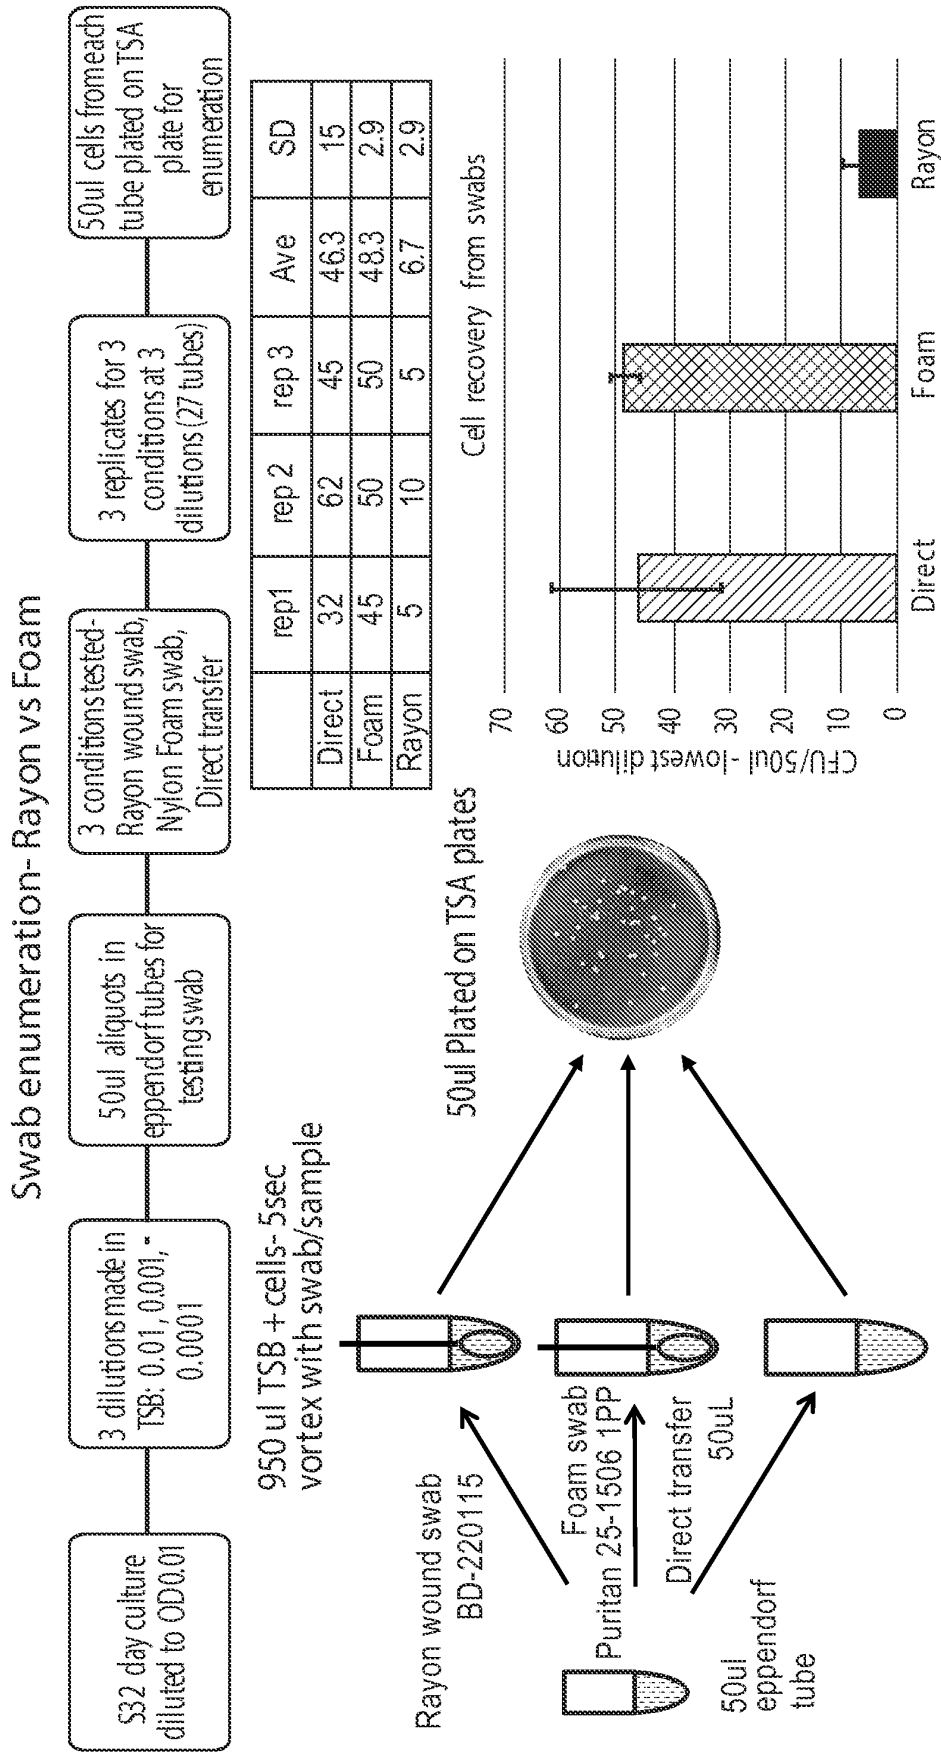 Swab enumeration- Rayon vs Foam
S32 day culture
diluted to OD0.01
3 dilutions made in
TSB: 0.01, 0.001, -
0.0001
50ul aliquots in
eppendorf tubes for
testing swab
3 conditions tested-
Rayon wound swab,
Nylon Foam swab,
Direct transfer
3 replicates for 3
conditions at 3
dilutions (27 tubes)
50ul cells from each
tube plated on TSA
plate for
enumeration
950 ul TSB + cells- 5sec
vortex with swab/sample
Rayon wound swab
BD-220115
Foam swab
Puritan 25-1506 1PP
Direct transfer
50uL
50ul
eppendorf
tube
50ul Plated on TSA plates
rep1 rep 2 rep 3 Ave SD
Direct 32 62 45 46.3 15
Foam 45 50 50 48.3 2.9
Rayon 5 10 5 6.7 2.9
Cell recovery from swabs
CFU/50ul -lowest dilution
70
60
50
40
30
20
10
0
Direct Foam Rayon